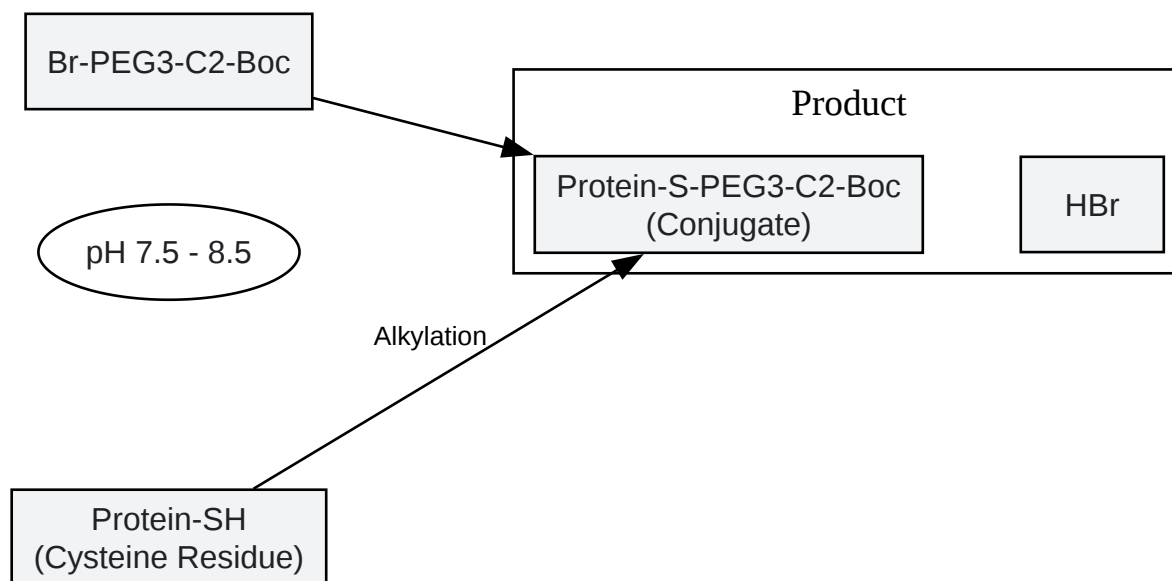 Br-PEG3-C2-Boc
Product
Protein-S-PEG3-C2-Boc
(Conjugate)
HBr
pH 7.5 - 8.5
Alkylation
Protein-SH
(Cysteine Residue)